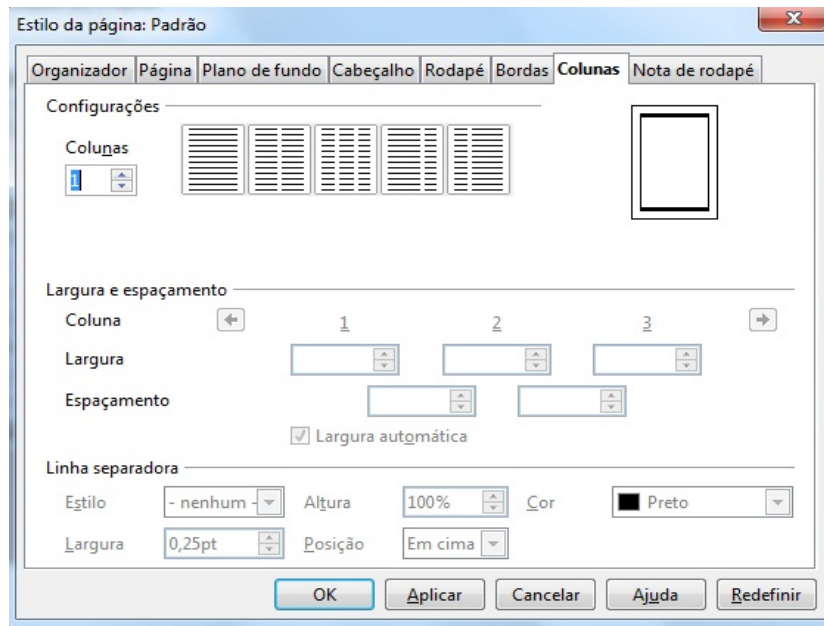 Estilo da página: Padrão
Organizador Página Plano de fundo Cabeçalho Rodapé Bordas Colunas Nota de rodapé
Configurações
Colunas
1
Largura e espaçamento
Coluna 1 2 3
Largura
Espaçamento
Largura automática
Linha separadora
Estilo - nenhum - Altura 100% Cor Preto
Largura 0,25pt Posição Em cima
OK Aplicar Cancelar Ajuda Redefinir